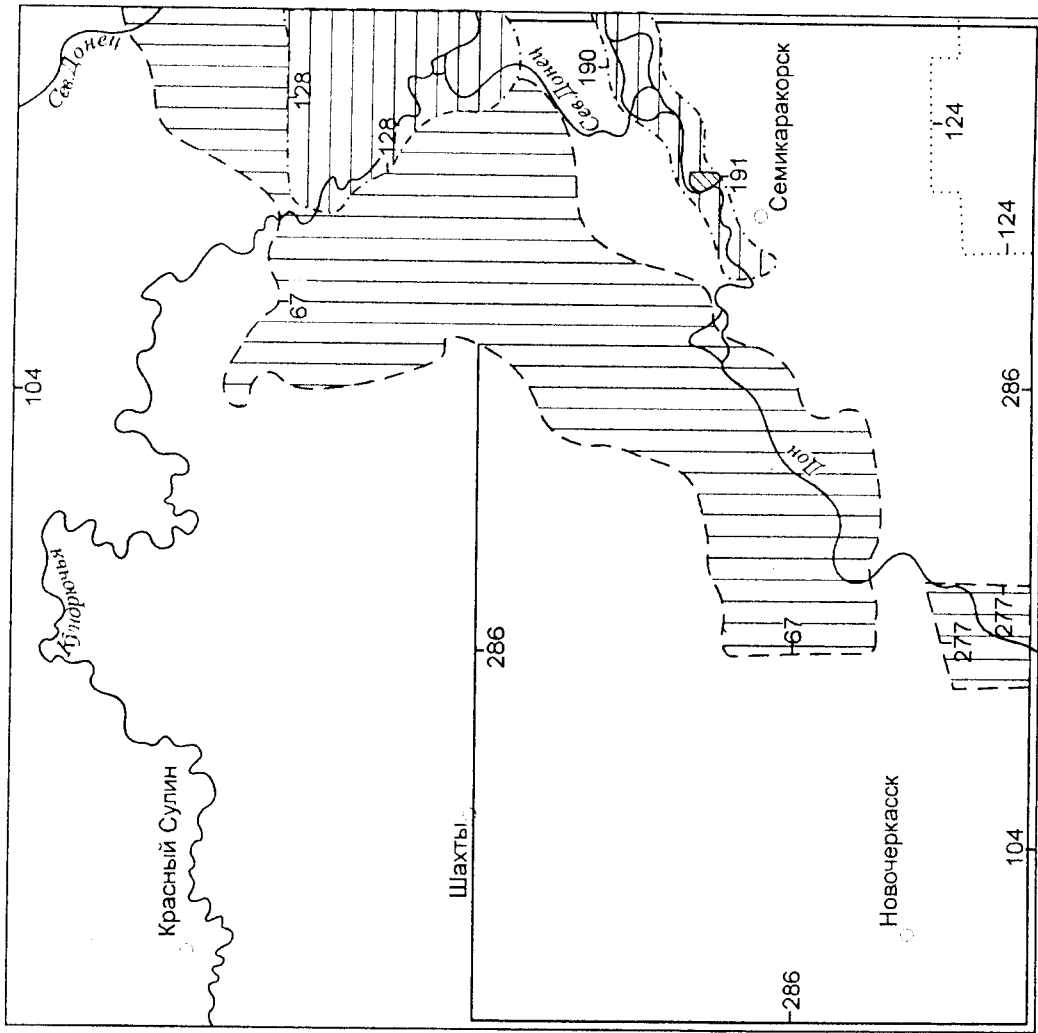 Сев. Донец
104
Кундрючья
128
128
190
Сев. Донец
67
191
Семикаракорск
124
124
Красный Сулин
286
286
Дон
Шахты
67
277
277
Новочеркасск
104
286